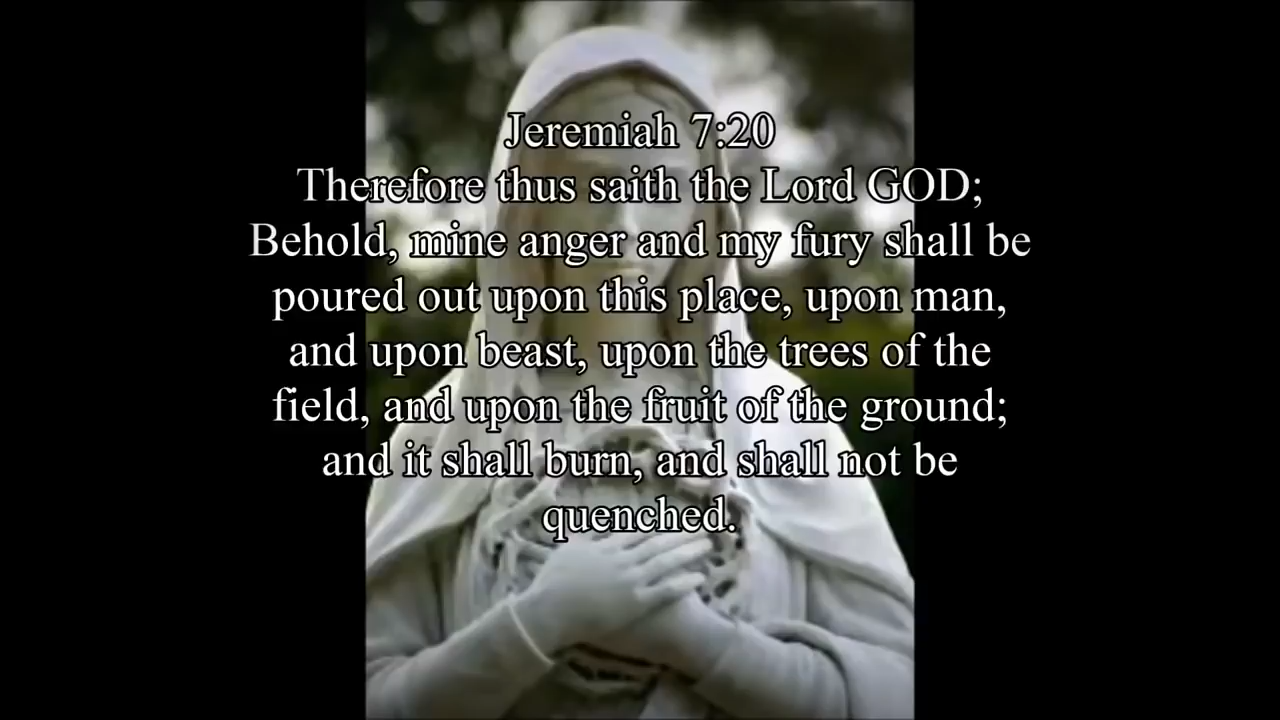 Jeremiah 7:20
Therefore thus saith the Lord GOD;
Behold, mine anger and my fury shall be
poured out upon this place, upon man,
and upon beast, upon the trees of the
field, and upon the fruit of the ground;
and it shall burn, and shall not be
quenched.